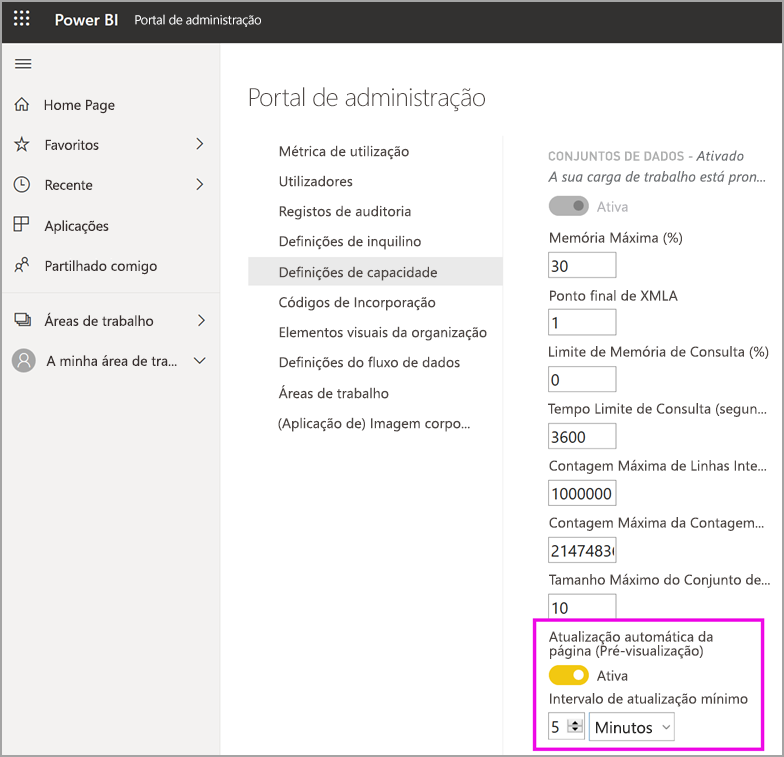 Power BI Portal de administração
Home Page
Favoritos
Recente
Aplicações
Partilhado comigo
Áreas de trabalho
A minha área de tra...
Portal de administração
Métrica de utilização
Utilizadores
Registos de auditoria
Definições de inquilino
Definições de capacidade
Códigos de Incorporação
Elementos visuais da organização
Definições do fluxo de dados
Áreas de trabalho
(Aplicação de) Imagem corpo...
CONJUNTOS DE DADOS - Ativado
A sua carga de trabalho está pron...
Ativa
Memória Máxima (%)
30
Ponto final de XMLA
1
Limite de Memória de Consulta (%)
0
Tempo Limite de Consulta (segun...
3600
Contagem Máxima de Linhas Inte...
1000000
Contagem Máxima da Contagem...
21474836
Tamanho Máximo do Conjunto de...
10
Atualização automática da
página (Pré-visualização)
Ativa
Intervalo de atualização mínimo
5 Minutos